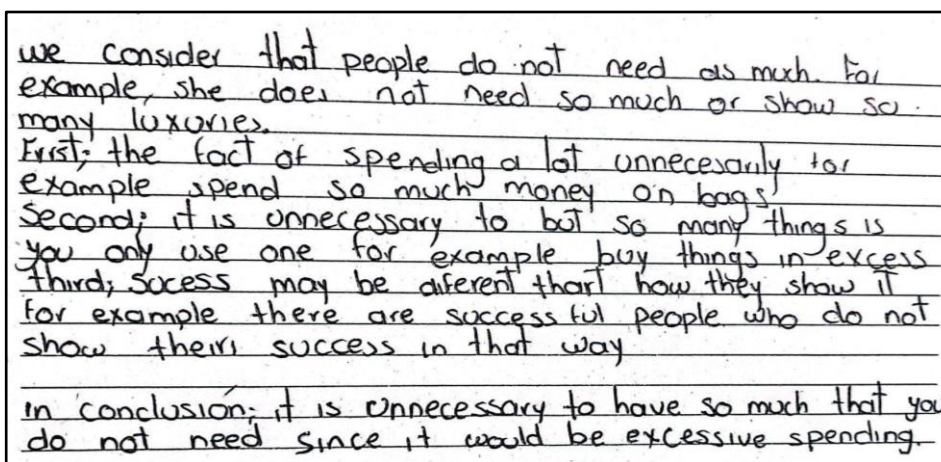 we consider that people do not need as much. For
example, she does not need so much or show so.
many luxuries.
First; the fact of spending a lot unnecesarily for
example spend so much money on bags
Second; it is unnecessary to but so many things is
you only use one for example buy things in excess
third; sucess may be diferent than how they show it
for example there are successful people who do not
show theirs success in that way
in conclusion; it is unnecessary to have so much that you
do not need since it would be excessive spending.